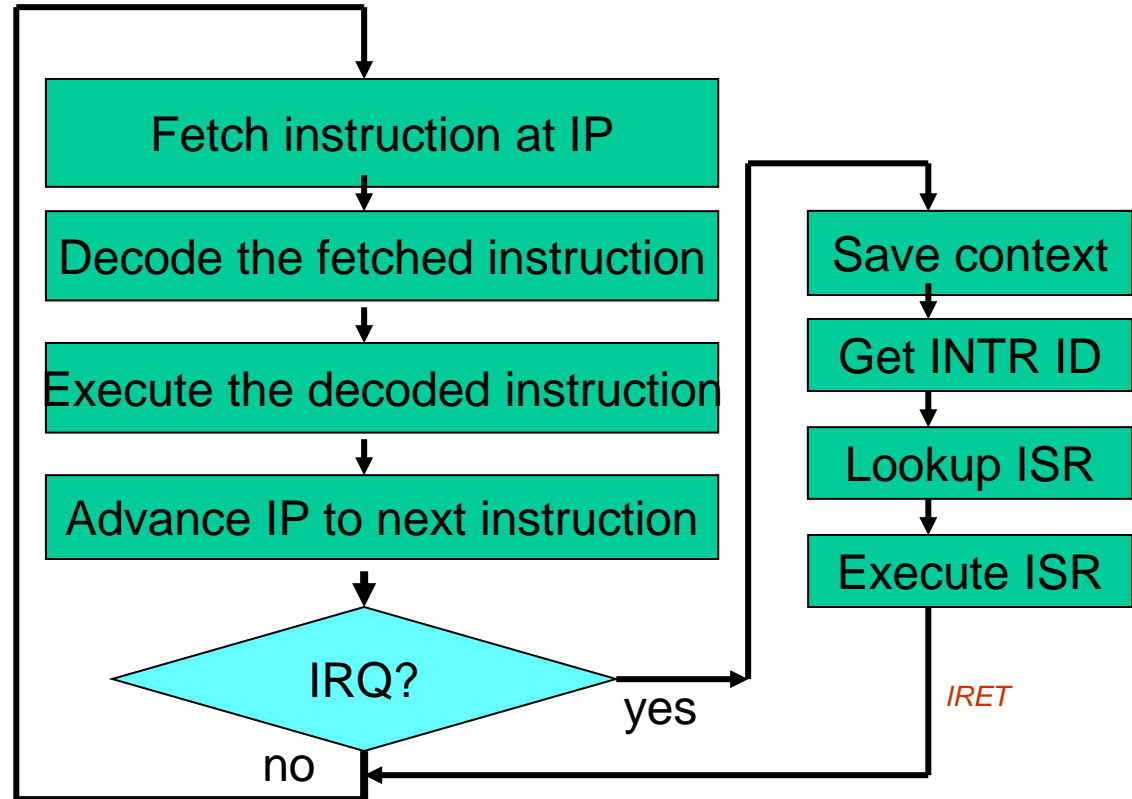 Fetch instruction at IP
Decode the fetched instruction
Execute the decoded instruction
Advance IP to next instruction
IRQ?
yes
no
Save context
Get INTR ID
Lookup ISR
Execute ISR
IRET